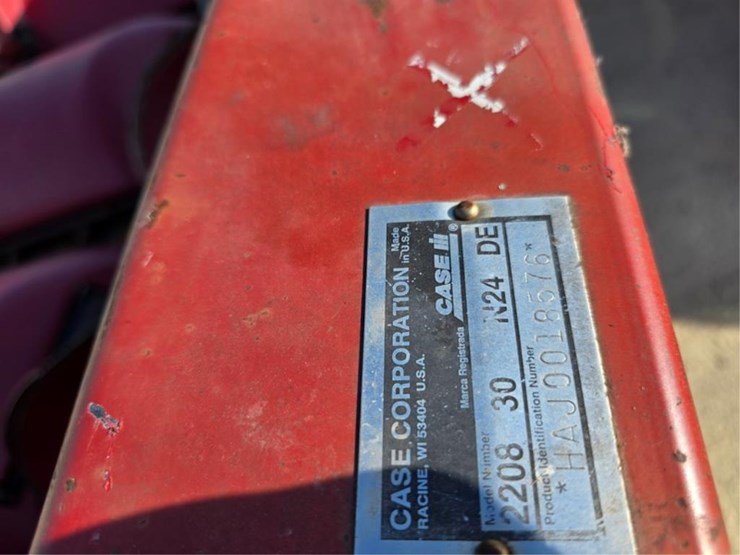 CASE CORPORATION Made in U.S.A.
RACINE, WI 53404 U.S.A.
CASE III ®
Marca Registrada
Model Number
2208 30 N24 DE
Product Identification Number
*HAJ0018576*